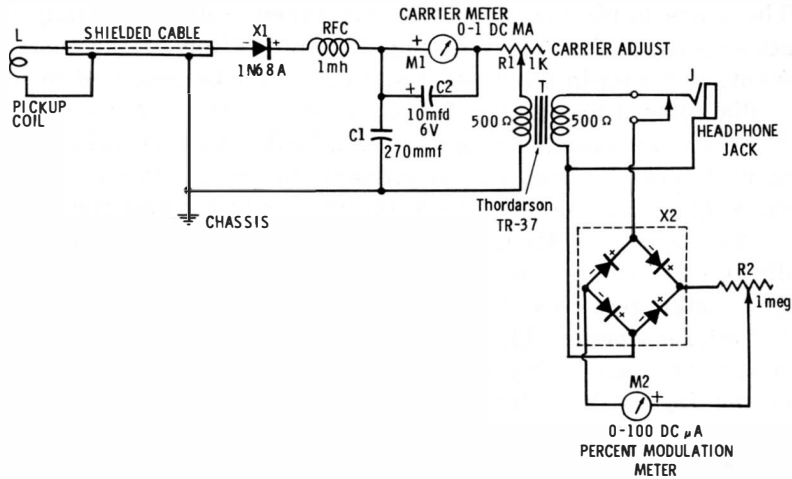 L
SHIELDED CABLE
PICKUP
COIL
- X1 +
1N68A
RFC
1mh
CARRIER METER
0-1 DC MA
+
M1
R1 1K
CARRIER ADJUST
+ C2
10mfd
6V
C1
270mmf
CHASSIS
T
500Ω
500Ω
Thordarson
TR-37
J
HEADPHONE
JACK
X2
- + - +
- + - +
R2
1meg
M2
+
0-100 DC μA
PERCENT MODULATION
METER